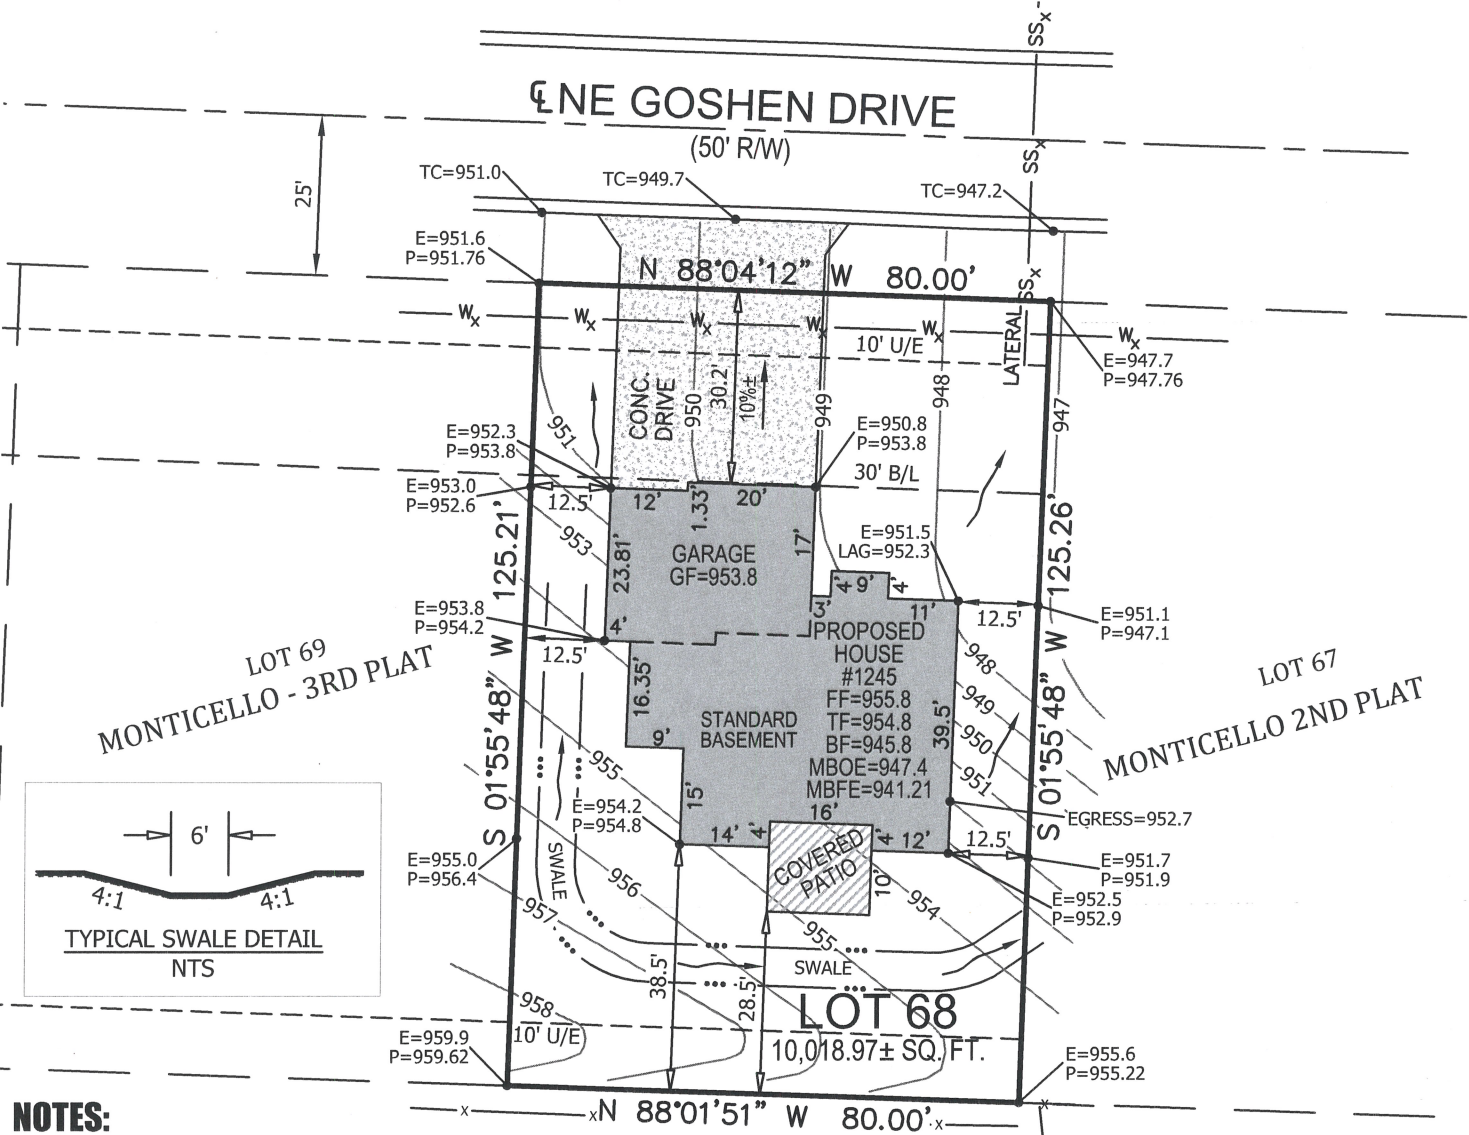 SSx -
℄ NE GOSHEN DRIVE
(50' R/W)
SSx
25'
TC=951.0
TC=949.7
TC=947.2
E=951.6
P=951.76
N 88°04'12" W 80.00'
SSx
Wx Wx Wx Wx Wx Wx
10' U/E
LATERAL
E=947.7
P=947.76
CONC.
DRIVE
950
30.2'
10%±
949
948
947
951
E=952.3
P=953.8
E=950.8
P=953.8
30' B/L
E=953.0
P=952.6
12.5'
12'
1.33'
20'
953
23.81'
17'
GARAGE
GF=953.8
E=951.5
LAG=952.3
4' 9' 4'
3'
11'
12.5'
E=951.1
P=947.1
S 01°55'48" W 125.21'
S 01°55'48" W 125.26'
E=953.8
P=954.2
4'
12.5'
LOT 69
MONTICELLO - 3RD PLAT
LOT 67
MONTICELLO 2ND PLAT
PROPOSED
HOUSE
#1245
FF=955.8
TF=954.8
BF=945.8
MBOE=947.4
MBFE=941.21
STANDARD
BASEMENT
16.35'
9'
15'
39.5'
948
949
950
951
955
E=954.2
P=954.8
14'
4'
16'
4'
12'
EGRESS=952.7
12.5'
E=951.7
P=951.9
E=952.5
P=952.9
COVERED
PATIO
10'
E=955.0
P=956.4
SWALE
956
957
954
955
SWALE
6'
4:1
4:1
TYPICAL SWALE DETAIL
NTS
38.5'
28.5'
958
10' U/E
LOT 68
10,018.97± SQ. FT.
E=959.9
P=959.62
E=955.6
P=955.22
x x N 88°01'51" W 80.00' x x
NOTES: